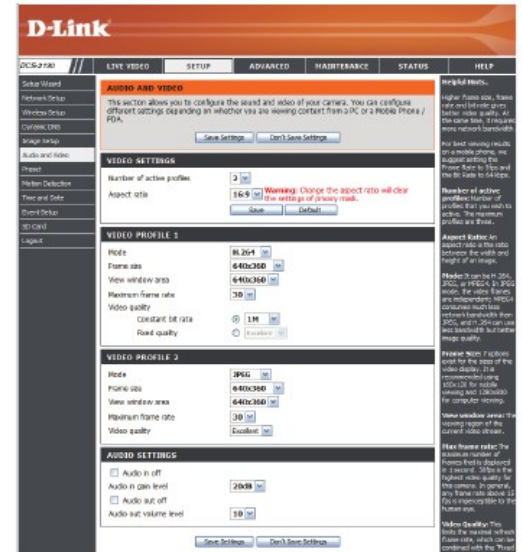 D-Link
DCS-2130
LIVE VIDEO SETUP ADVANCED MAINTENANCE STATUS HELP
Setup Wizard
Network Setup
Wireless Setup
Dynamic DNS
Image Setup
Audio and Video
Preset
Motion Detection
Time and Date
Event Setup
SD Card
Logout
AUDIO AND VIDEO
This section allows you to configure the sound and video of your camera. You can configure
different settings depending on whether you are viewing content from a PC or a Mobile Phone /
PDA.
Save Settings Don't Save Settings
VIDEO SETTINGS
Number of active profiles 2
Aspect ratio 16:9 Warning: Change the aspect ratio will clear
the settings of privacy mask.
Save Default
VIDEO PROFILE 1
Mode H.264
Frame size 640x360
View window area 640x360
Maximum frame rate 30
Video quality
Constant bit rate 1M
Fixed quality Excellent
VIDEO PROFILE 2
Mode JPEG
Frame size 640x360
View window area 640x360
Maximum frame rate 30
Video quality Excellent
AUDIO SETTINGS
Audio in off
Audio in gain level 20dB
Audio out off
Audio out volume level 10
Save Settings Don't Save Settings
Helpful Hints..
Higher frame size, frame
rate and bitrate gives
better video quality. At
the same time, it requires
more network bandwidth.
For best viewing results
on a mobile phone, we
suggest setting the
Frame Rate to 5fps and
the Bit Rate to 64kbps.
Number of active
profiles: Number of
profiles that you wish to
active. The maximum
profiles are three.
Aspect Ratio: An
aspect ratio is the ratio
between the width and
height of an image.
Mode: It can be H.264,
JPEG, or MPEG4. In JPEG
mode, the video frames
are independent; MPEG4
consumes much less
network bandwidth than
JPEG, and H.264 can use
less bandwidth but better
image quality.
Frame Size: 7 options
exist for the sizes of the
video display. It is
recommended using
160x120 for mobile
viewing and 1280x800
for computer viewing.
View window area: The
viewing region of the
current video stream.
Max frame rate: The
maximum number of
frames that is displayed
in 1 second. 30fps is the
highest video quality for
this camera. In general,
any frame rate above 15
fps is imperceptible to the
human eye.
Video Quality: This
limits the maximal refresh
frame rate, which can be
combined with the "Fixed